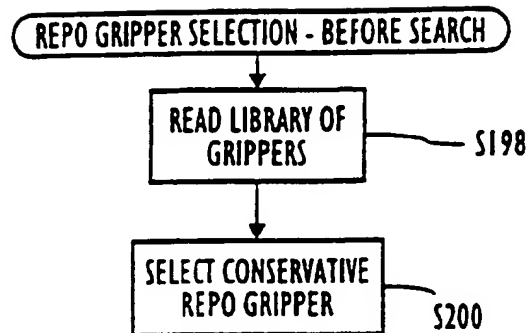 REPO GRIPPER SELECTION - BEFORE SEARCH
READ LIBRARY OF
GRIPPERS
S198
SELECT CONSERVATIVE
REPO GRIPPER
S200